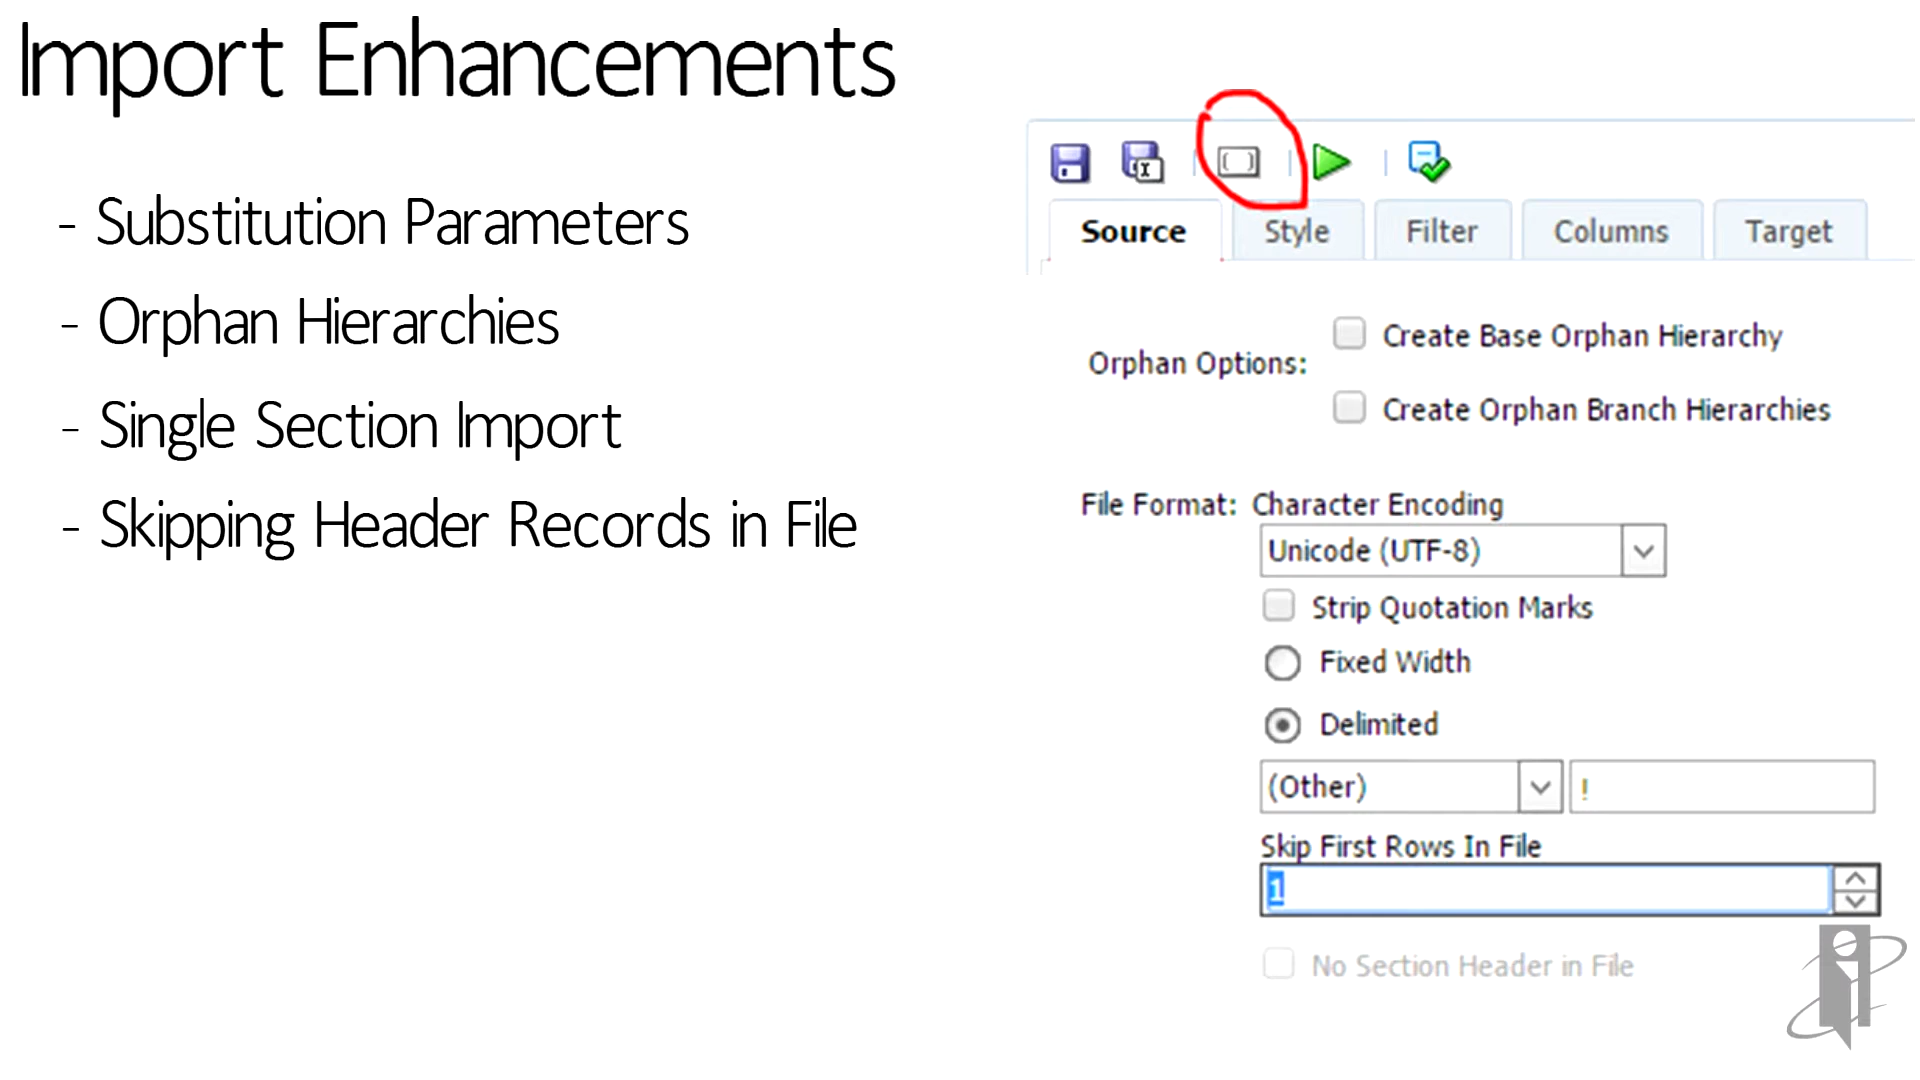 Import Enhancements
- Substitution Parameters
- Orphan Hierarchies
- Single Section Import
- Skipping Header Records in File
Source Style Filter Columns Target
Orphan Options:
Create Base Orphan Hierarchy
Create Orphan Branch Hierarchies
File Format: Character Encoding
Unicode (UTF-8)
Strip Quotation Marks
Fixed Width
Delimited
(Other) !
Skip First Rows In File
1
No Section Header in File